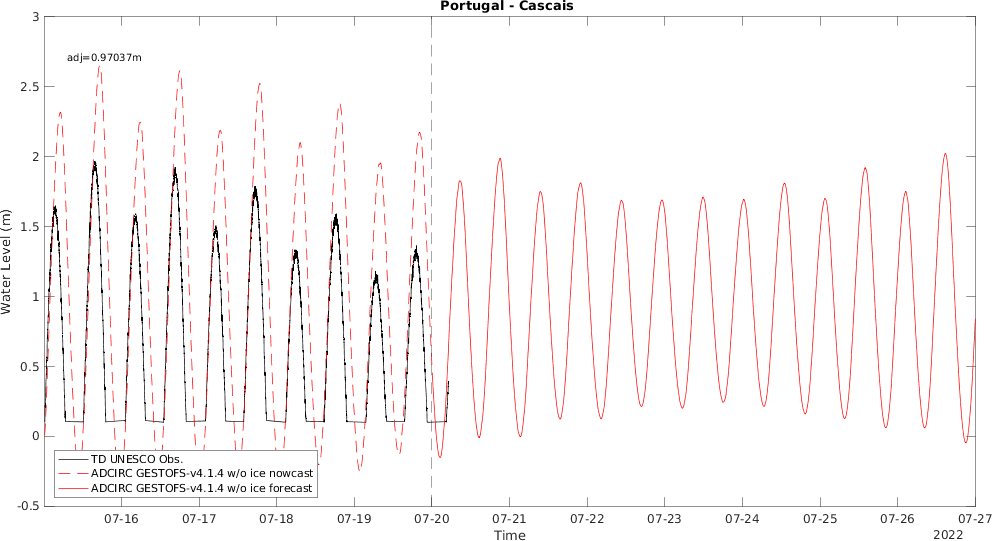 Portugal - Cascais
adj=0.97037m
3
2.5
2
1.5
1
0.5
0
-0.5
Water Level (m)
TD UNESCO Obs.
ADCIRC GESTOFS-v4.1.4 w/o ice nowcast
ADCIRC GESTOFS-v4.1.4 w/o ice forecast
07-16 07-17 07-18 07-19 07-20 07-21 07-22 07-23 07-24 07-25 07-26 07-27
Time
2022